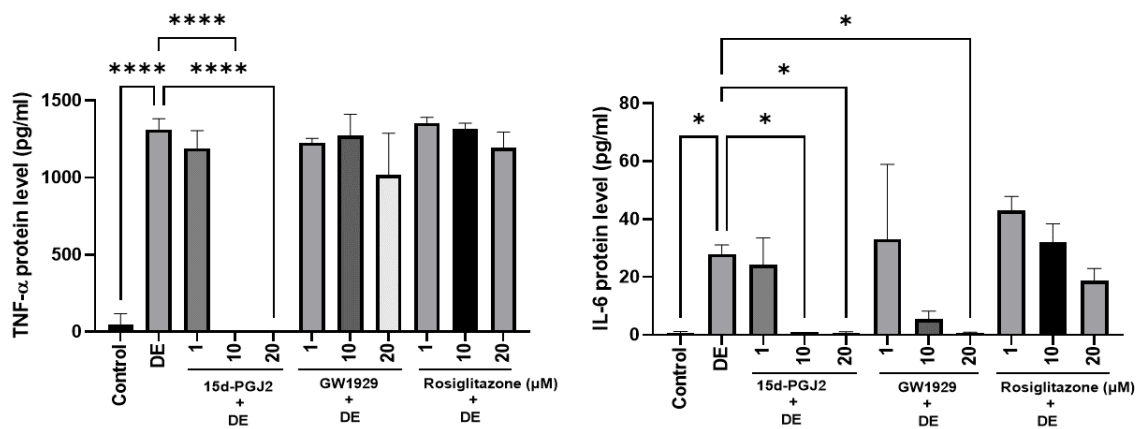 ****
**** ****
TNF-α protein level (pg/ml)
1500
1000
500
0
Control
DE
1
10
20
1
10
20
1
10
20
15d-PGJ2
+
DE
GW1929
+
DE
Rosiglitazone (μM)
+
DE
*
*
* *
IL-6 protein level (pg/ml)
80
60
40
20
0
Control
DE
1
10
20
1
10
20
1
10
20
15d-PGJ2
+
DE
GW1929
+
DE
Rosiglitazone (μM)
+
DE